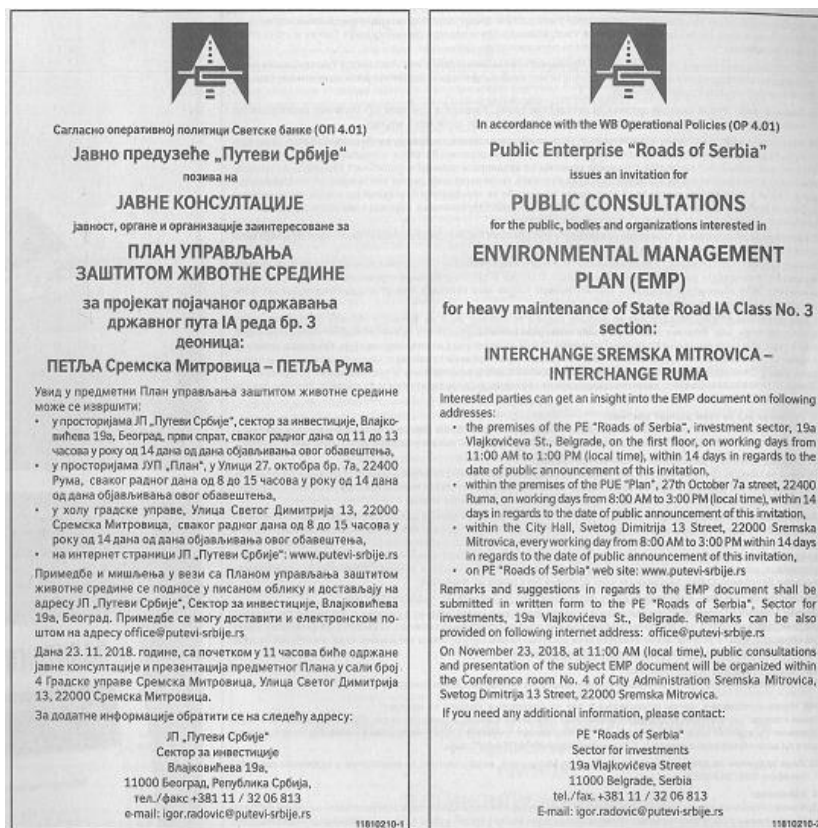 Сагласно оперативној политици Светске банке (ОП 4.01)
Јавно предузеће „Путеви Србије“
позива на
ЈАВНЕ КОНСУЛТАЦИЈЕ
јавност, органе и организације заинтересоване за
ПЛАН УПРАВЉАЊА
ЗАШТИТОМ ЖИВОТНЕ СРЕДИНЕ
за пројекат појачаног одржавања
државног пута IA реда бр. 3
деоница:
ПЕТЉА Сремска Митровица – ПЕТЉА Рума
Увид у предметни План управљања заштитом животне средине
може се извршити:
• у просторијама ЈП „Путеви Србије“, сектор за инвестиције, Влајко-
вићева 19а, Београд, први спрат, сваког радног дана од 11 до 13
часова у року од 14 дана од дана објављивања овог обавештења,
• у просторијама ЈУП „План“, у Улици 27. октобра бр. 7а, 22400
Рума, сваког радног дана од 8 до 15 часова у року од 14 дана
од дана објављивања овог обавештења,
• у холу градске управе, Улица Светог Димитрија 13, 22000
Сремска Митровица, сваког радног дана од 8 до 15 часова у
року од 14 дана од дана објављивања овог обавештења,
• на интернет страници ЈП „Путеви Србије“: www.putevi-srbije.rs
Примедбе и мишљења у вези са Планом управљања заштитом
животне средине се подносе у писаном облику и достављају на
адресу ЈП „Путеви Србије“, Сектор за инвестиције, Влајковићева
19а, Београд. Примедбе се могу доставити и електронском по-
штом на адресу office@putevi-srbije.rs
Дана 23. 11. 2018. године, са почетком у 11 часова биће одржане
јавне консултације и презентација предметног Плана у сали број
4 Градске управе Сремска Митровица, Улица Светог Димитрија
13, 22000 Сремска Митровица.
За додатне информације обратити се на следећу адресу:
ЈП „Путеви Србије“
Сектор за инвестиције
Влајковићева 19а,
11000 Београд, Република Србија,
тел./факс +381 11 / 32 06 813
e-mail: igor.radovic@putevi-srbije.rs
11810210-1
In accordance with the WB Operational Policies (OP 4.01)
Public Enterprise "Roads of Serbia"
issues an invitation for
PUBLIC CONSULTATIONS
for the public, bodies and organizations interested in
ENVIRONMENTAL MANAGEMENT
PLAN (EMP)
for heavy maintenance of State Road IA Class No. 3
section:
INTERCHANGE SREMSKA MITROVICA –
INTERCHANGE RUMA
Interested parties can get an insight into the EMP document on following
addresses:
• the premises of the PE "Roads of Serbia", investment sector, 19a
Vlajkovićeva St., Belgrade, on the first floor, on working days from
11:00 AM to 1:00 PM (local time), within 14 days in regards to the
date of public announcement of this invitation,
• within the premises of the PUE "Plan", 27th October 7a street, 22400
Ruma, on working days from 8:00 AM to 3:00 PM (local time), within 14
days in regards to the date of public announcement of this invitation,
• within the City Hall, Svetog Dimitrija 13 Street, 22000 Sremska
Mitrovica, every working day from 8:00 AM to 3:00 PM within 14 days
in regards to the date of public announcement of this invitation,
• on PE "Roads of Serbia" web site: www.putevi-srbije.rs
Remarks and suggestions in regards to the EMP document shall be
submitted in written form to the PE "Roads of Serbia", Sector for
investments, 19a Vlajkovićeva St., Belgrade. Remarks can be also
provided on following internet address: office@putevi-srbije.rs
On November 23, 2018, at 11:00 AM (local time), public consultations
and presentation of the subject EMP document will be organized within
the Conference room No. 4 of City Administration Sremska Mitrovica,
Svetog Dimitrija 13 Street, 22000 Sremska Mitrovica.
If you need any additional information, please contact:
PE "Roads of Serbia"
Sector for investments
19a Vlajkovićeva Street
11000 Belgrade, Serbia
tel./fax. +381 11 / 32 06 813
E-mail: igor.radovic@putevi-srbije.rs
11810210-2